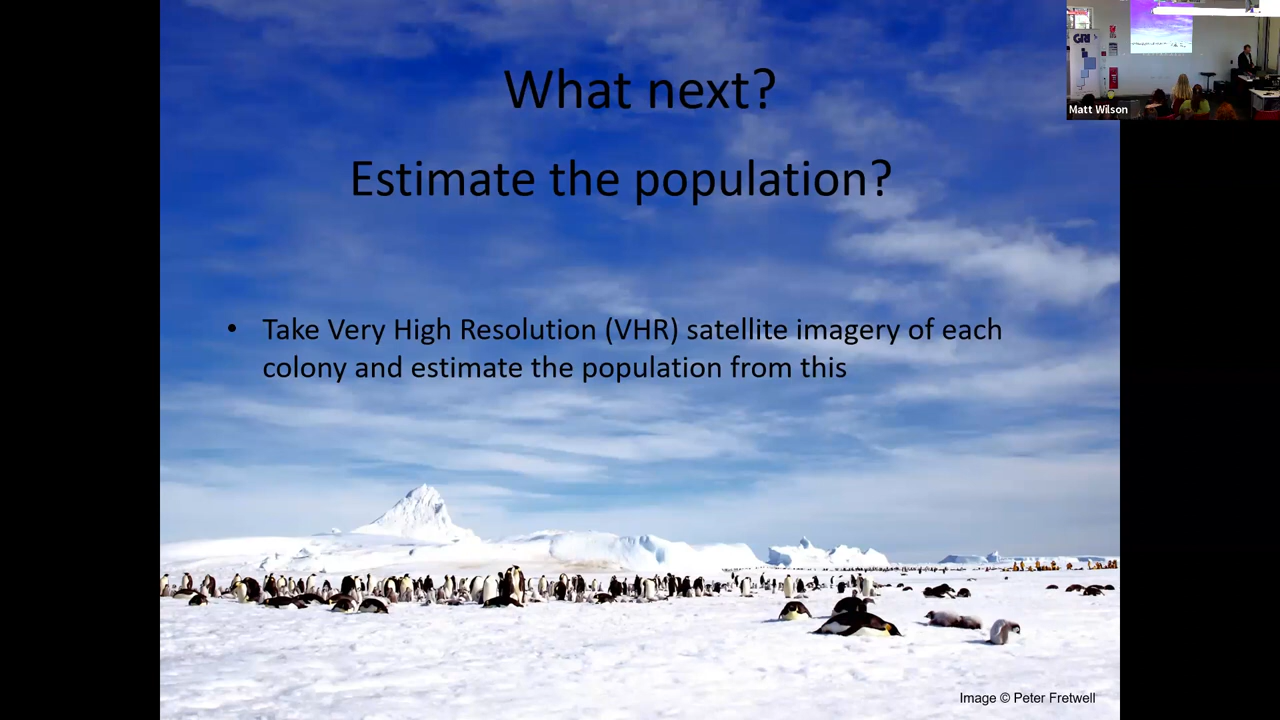 What next?
Estimate the population?
• Take Very High Resolution (VHR) satellite imagery of each
colony and estimate the population from this
Image © Peter Fretwell
GRI
Matt Wilson